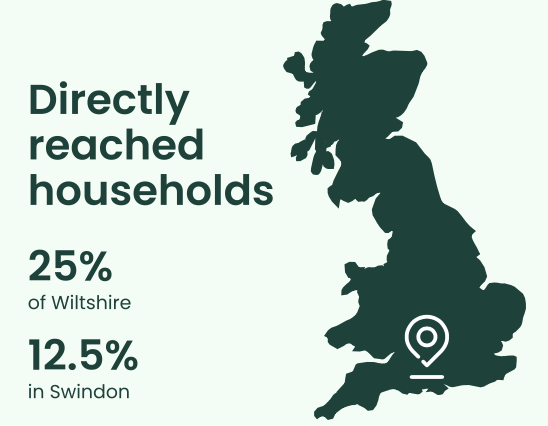 Directly
reached
households
25%
of Wiltshire
12.5%
in Swindon